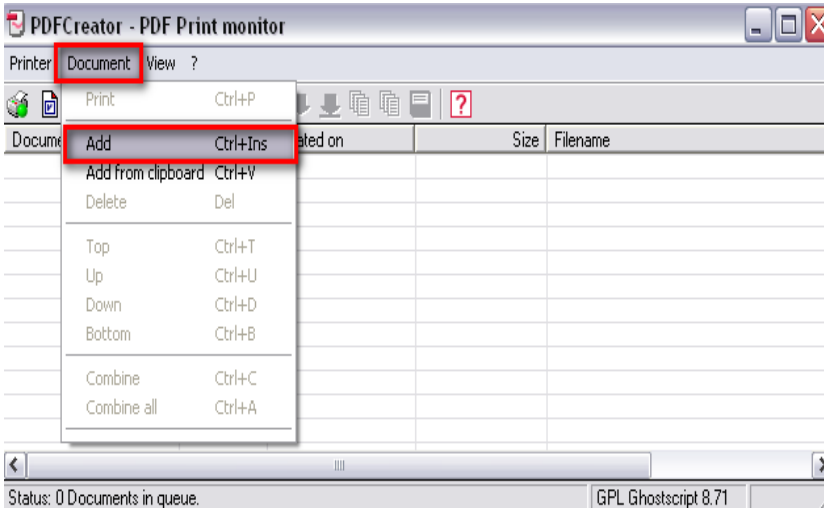 PDFCreator - PDF Print monitor
Printer Document View ?
Print Ctrl+P
Docume ated on Size Filename
Add Ctrl+Ins
Add from clipboard Ctrl+V
Delete Del
Top Ctrl+T
Up Ctrl+U
Down Ctrl+D
Bottom Ctrl+B
Combine Ctrl+C
Combine all Ctrl+A
Status: 0 Documents in queue. GPL Ghostscript 8.71